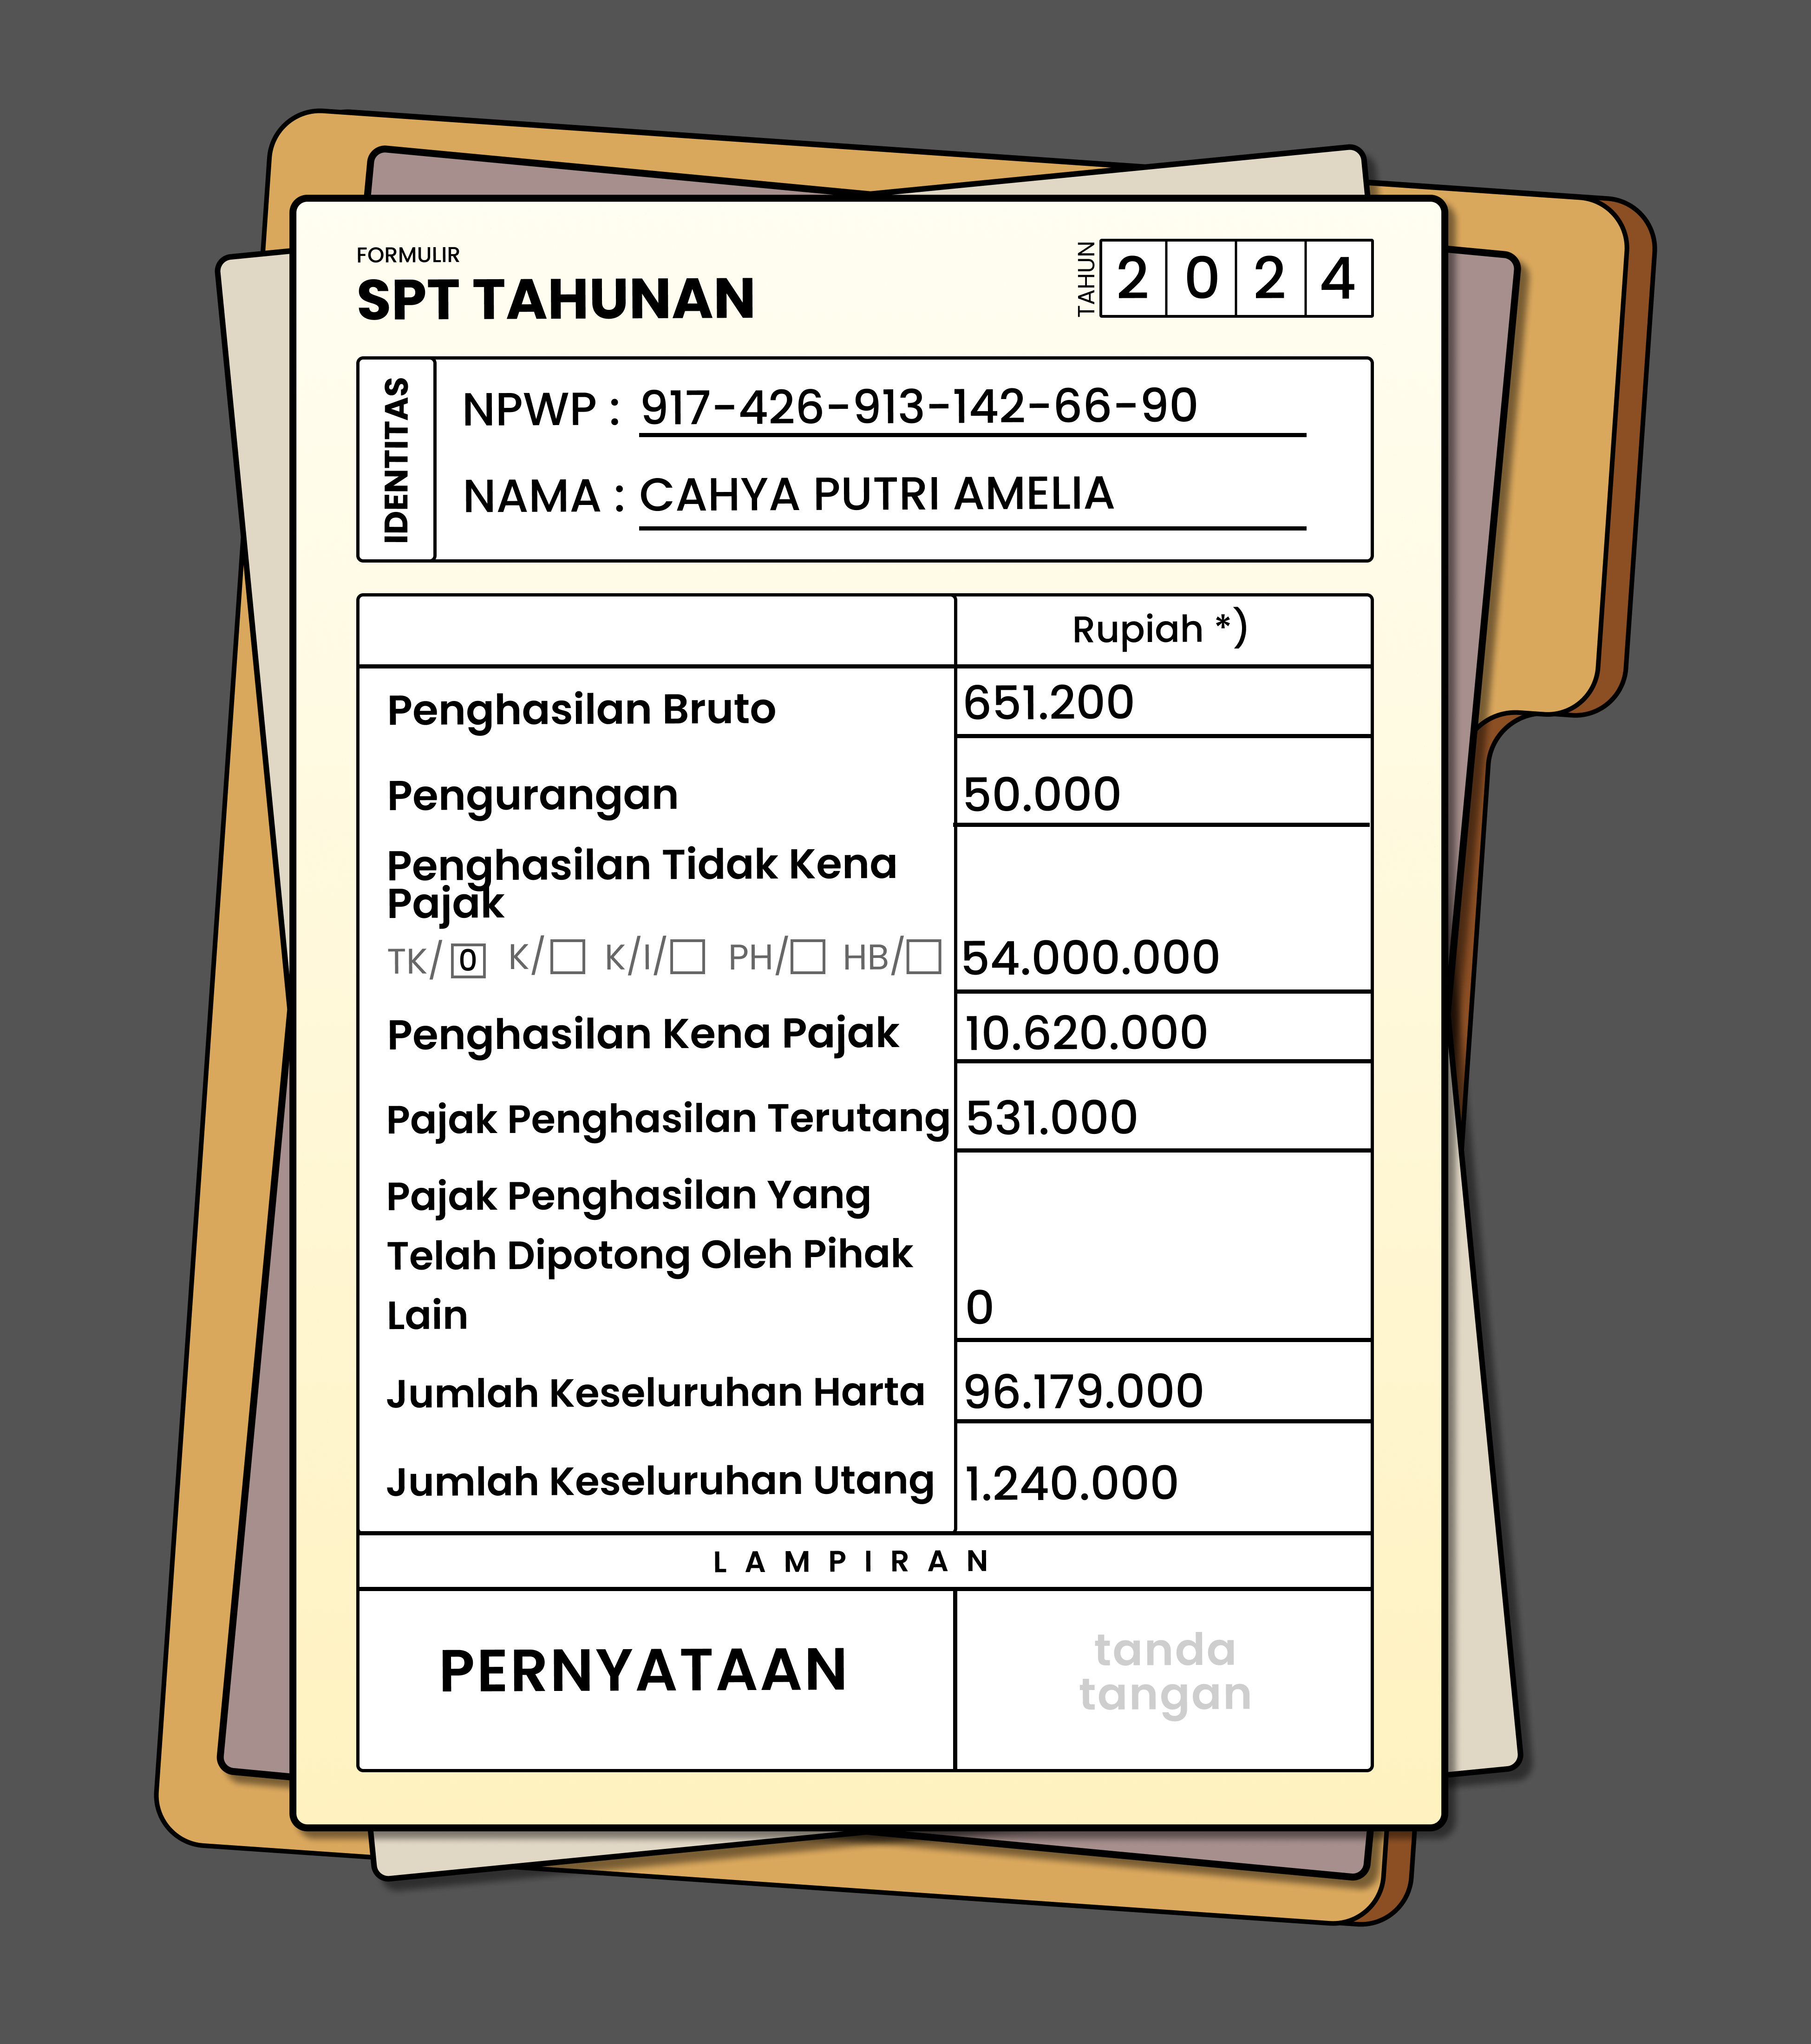 FORMULIR
SPT TAHUNAN
TAHUN 2 0 2 4
IDENTITAS
NPWP : 917-426-913-142-66-90
NAMA : CAHYA PUTRI AMELIA
Rupiah *)
Penghasilan Bruto 651.200
Pengurangan 50.000
Penghasilan Tidak Kena
Pajak
TK/ 0 K/ K/I/ PH/ HB/ 54.000.000
Penghasilan Kena Pajak 10.620.000
Pajak Penghasilan Terutang 531.000
Pajak Penghasilan Yang
Telah Dipotong Oleh Pihak
Lain 0
Jumlah Keseluruhan Harta 96.179.000
Jumlah Keseluruhan Utang 1.240.000
LAMPIRAN
PERNYATAAN
tanda
tangan